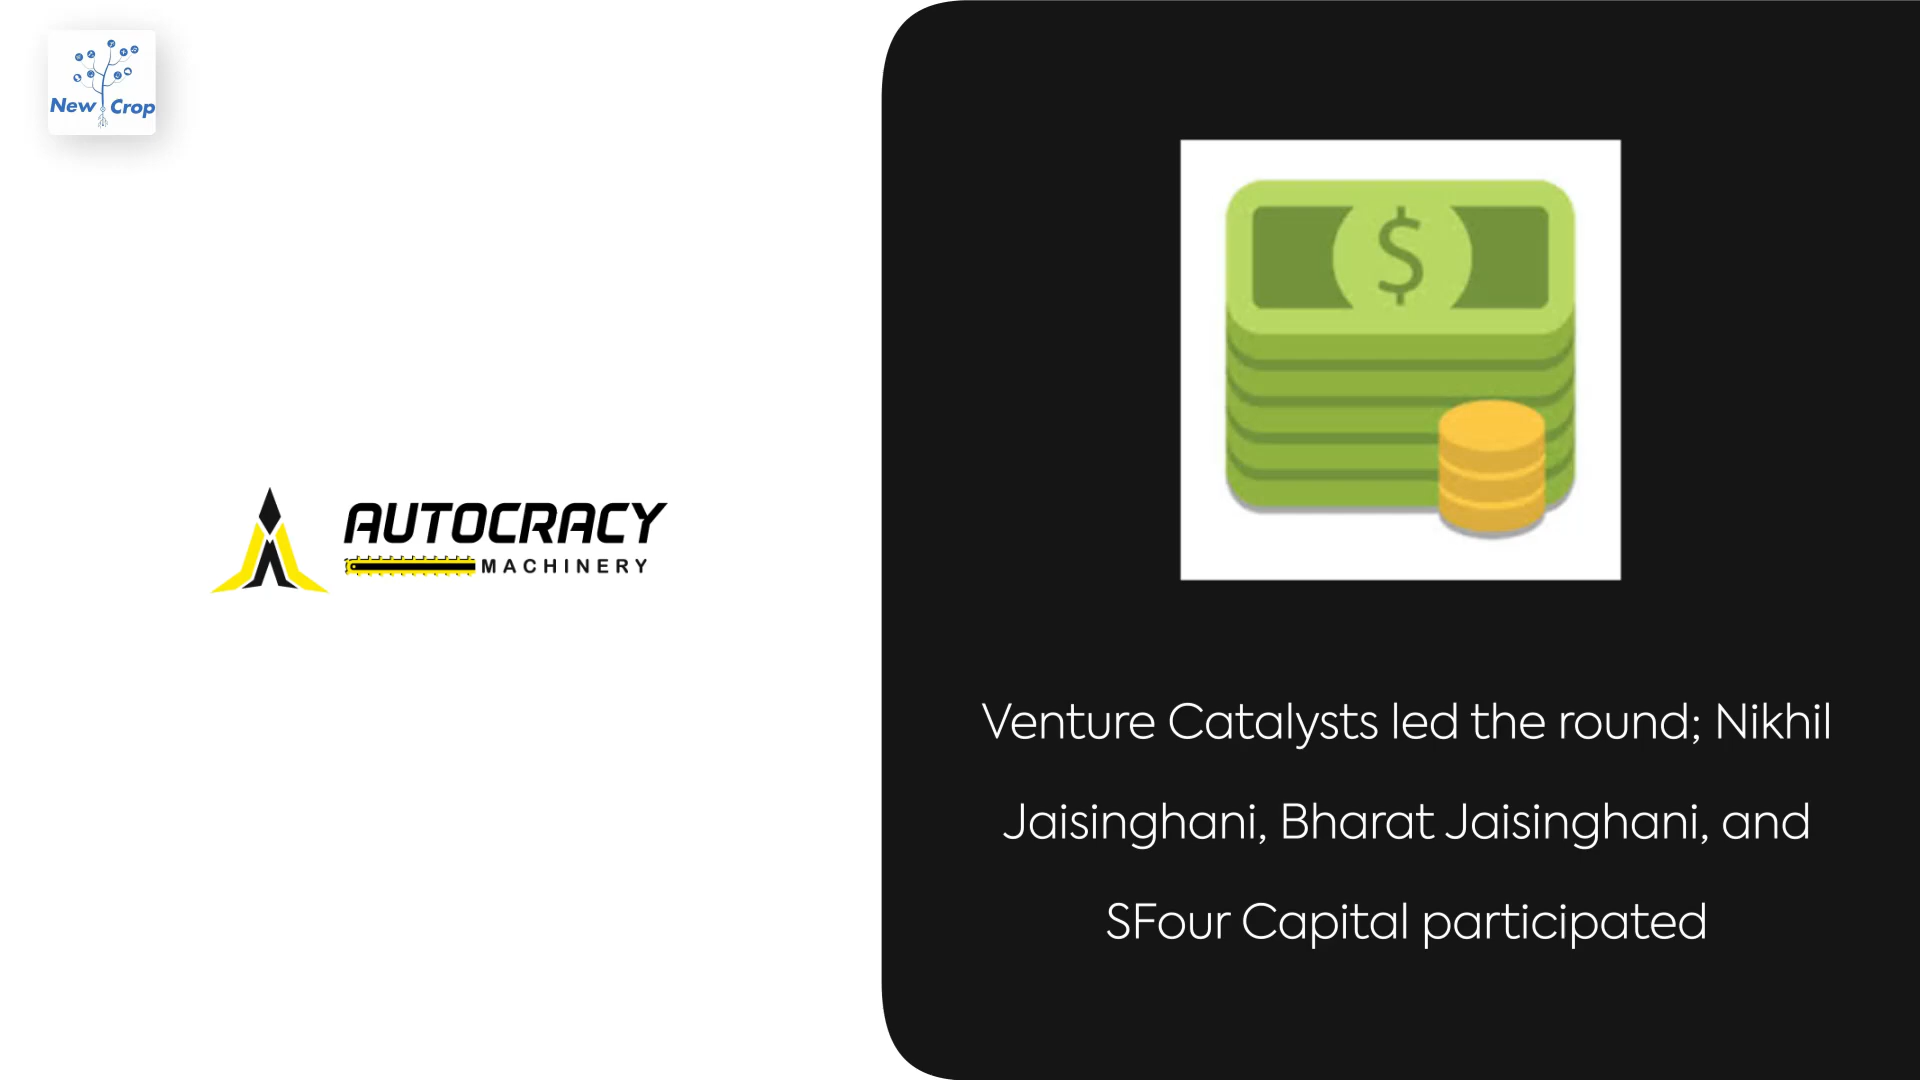 New Crop
AUTOCRACY
MACHINERY
$
Venture Catalysts led the round; Nikhil
Jaisinghani, Bharat Jaisinghani, and
SFour Capital participated